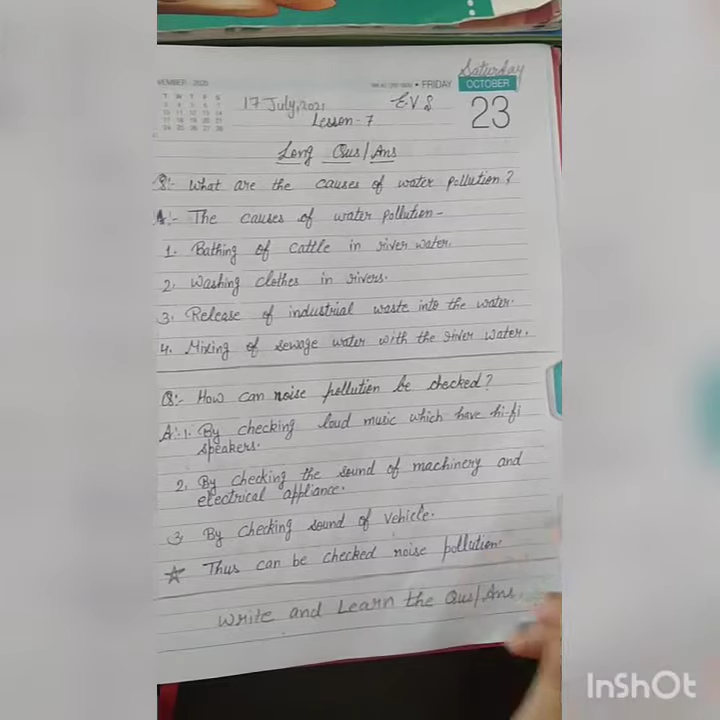 Saturday
VEMBER - 2020
FRIDAY
OCTOBER
T W T F S
17 July, 2021
E.V.S
23
Lesson - 7
Long Qus/Ans
Q:- What are the causes of water pollution?
A:- The causes of water pollution-
1. Bathing of cattle in river water.
2. Washing clothes in rivers.
3. Release of industrial waste into the water.
4. Mixing of sewage water with the river water.
Q:- How can noise pollution be checked?
A:- 1. By checking loud music which have hi-fi
speakers.
2. By checking the sound of machinery and
electrical appliance.
3 By checking sound of vehicle.
Thus can be checked noise pollution.
Write and Learn the Qus/Ans.
InShOt